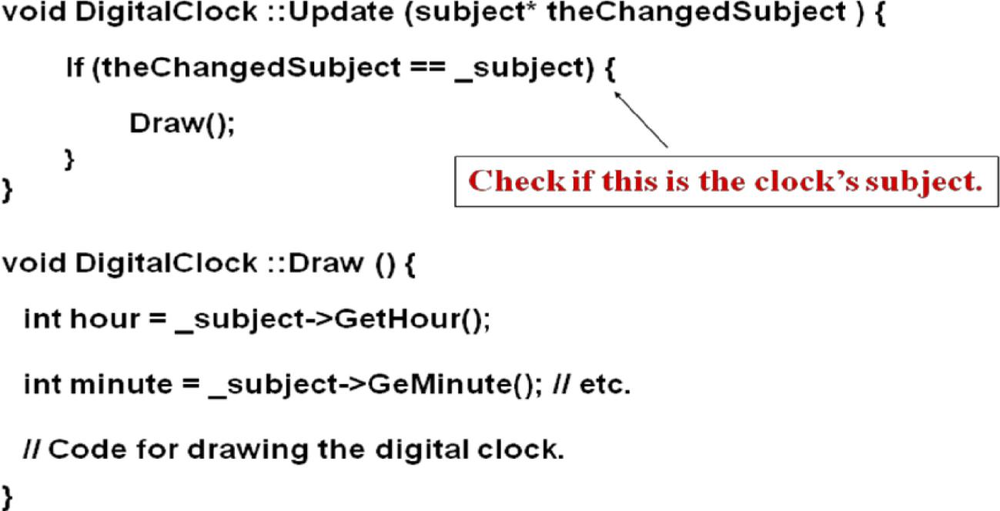 void DigitalClock ::Update (subject* theChangedSubject ) {
If (theChangedSubject == _subject) {
Draw();
}
Check if this is the clock's subject.
}
void DigitalClock ::Draw () {
int hour = _subject->GetHour();
int minute = _subject->GeMinute(); // etc.
// Code for drawing the digital clock.
}